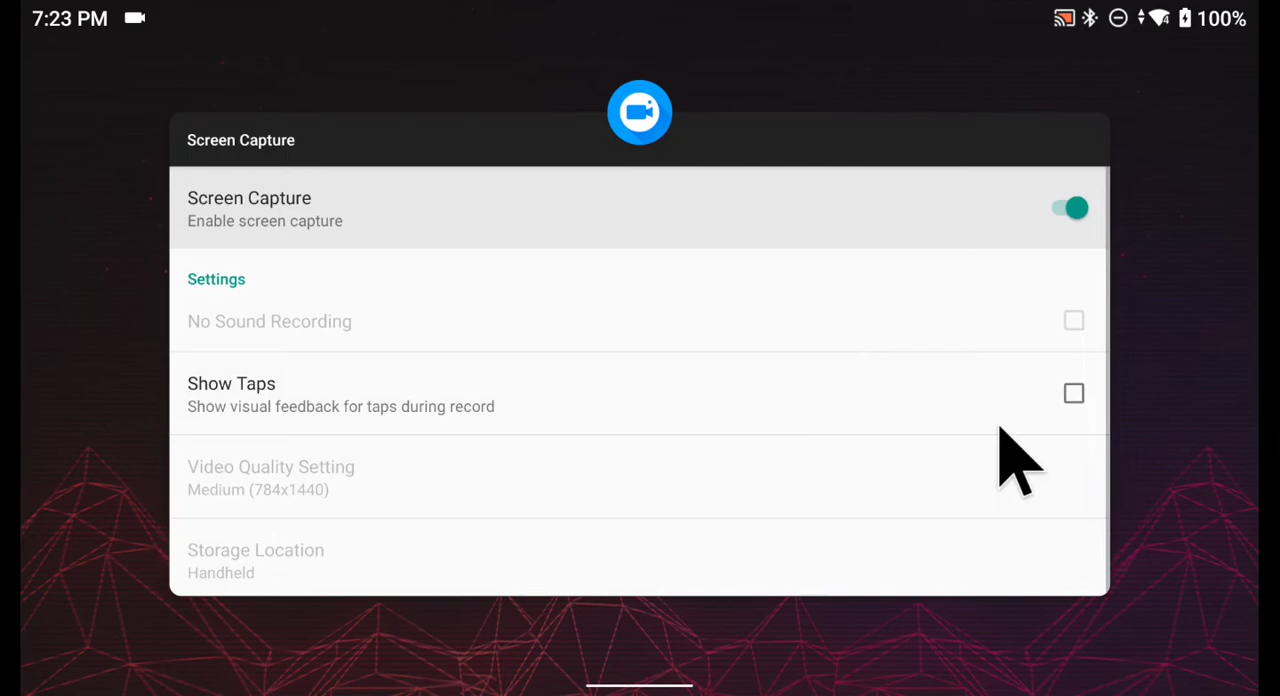 7:23 PM
4 100%
Screen Capture
Screen Capture
Enable screen capture
Settings
No Sound Recording
Show Taps
Show visual feedback for taps during record
Video Quality Setting
Medium (784x1440)
Storage Location
Handheld